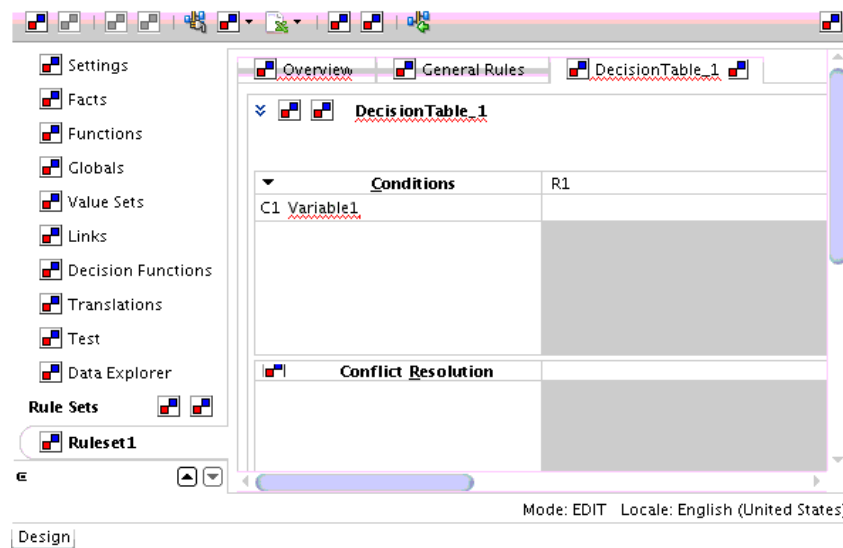 Settings
Facts
Functions
Globals
Value Sets
Links
Decision Functions
Translations
Test
Data Explorer
Rule Sets
Ruleset1
Overview
General Rules
DecisionTable_1
DecisionTable_1
Conditions
R1
C1 Variable1
Conflict Resolution
Mode: EDIT Locale: English (United States)
Design